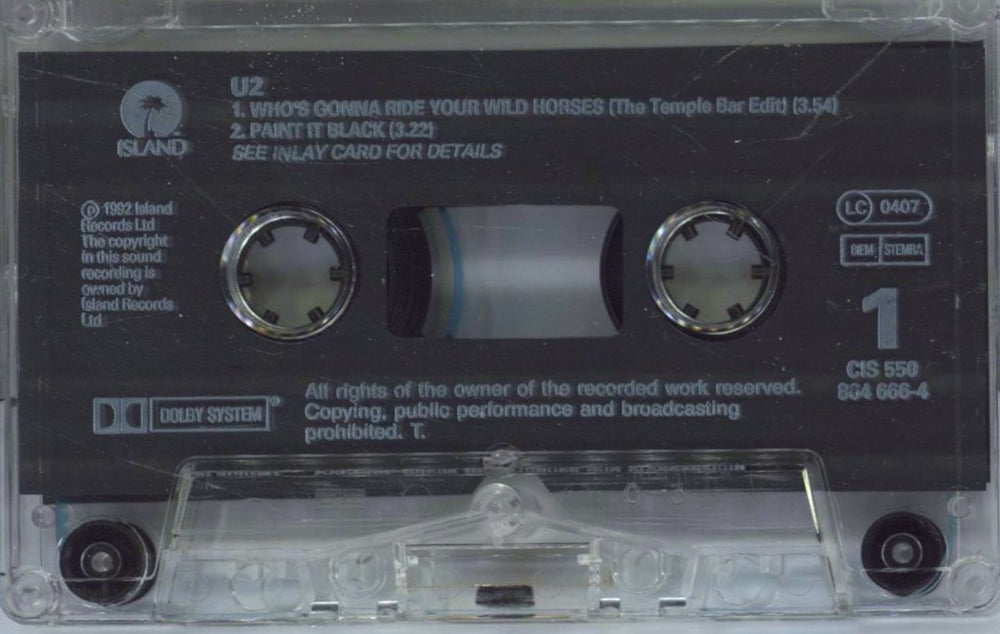 U2
1. WHO'S GONNA RIDE YOUR WILD HORSES (The Temple Bar Edit) (3.54)
2. PAINT IT BLACK (3.22)
SEE INLAY CARD FOR DETAILS
ISLAND
℗ 1992 Island
Records Ltd
The copyright
in this sound
recording is
owned by
Island Records
Ltd
LC 0407
BIEM STEMRA
1
CIS 550
864 666-4
DOLBY SYSTEM®
All rights of the owner of the recorded work reserved.
Copying, public performance and broadcasting
prohibited. T.